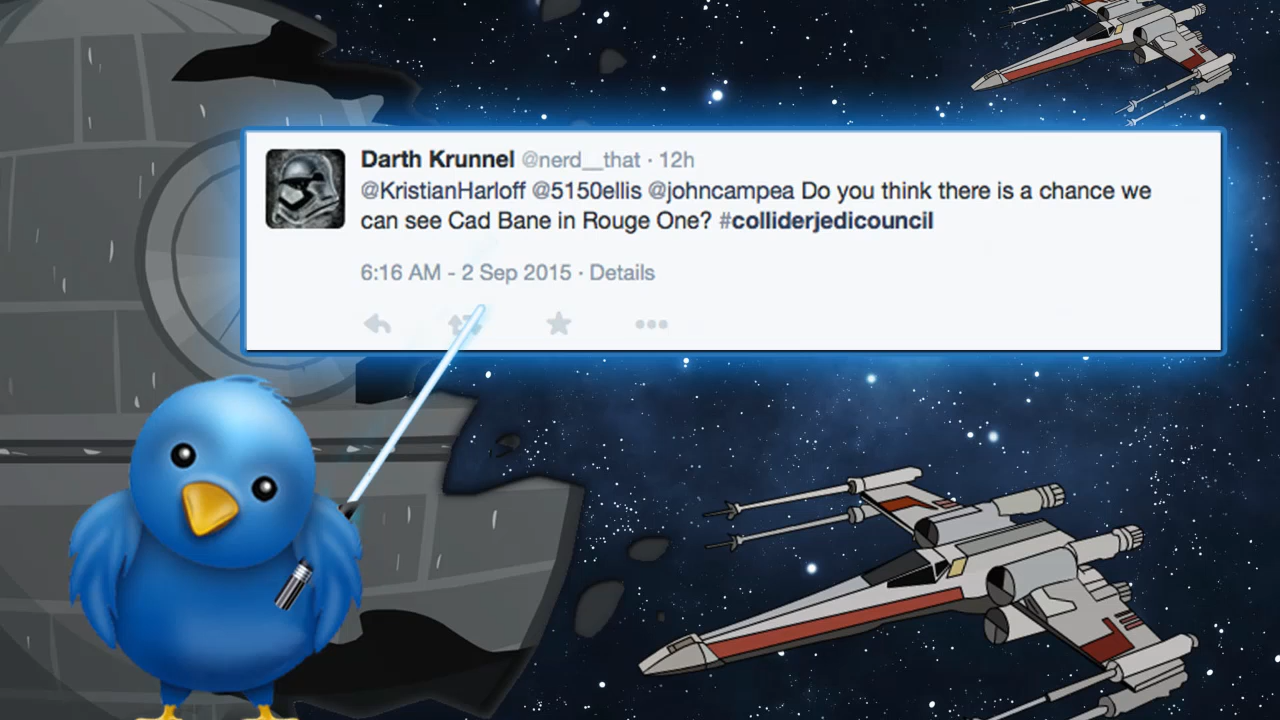 Darth Krunnel @nerd__that · 12h
@KristianHarloff @5150ellis @johncampea Do you think there is a chance we
can see Cad Bane in Rouge One? #colliderjedicouncil
6:16 AM - 2 Sep 2015 · Details